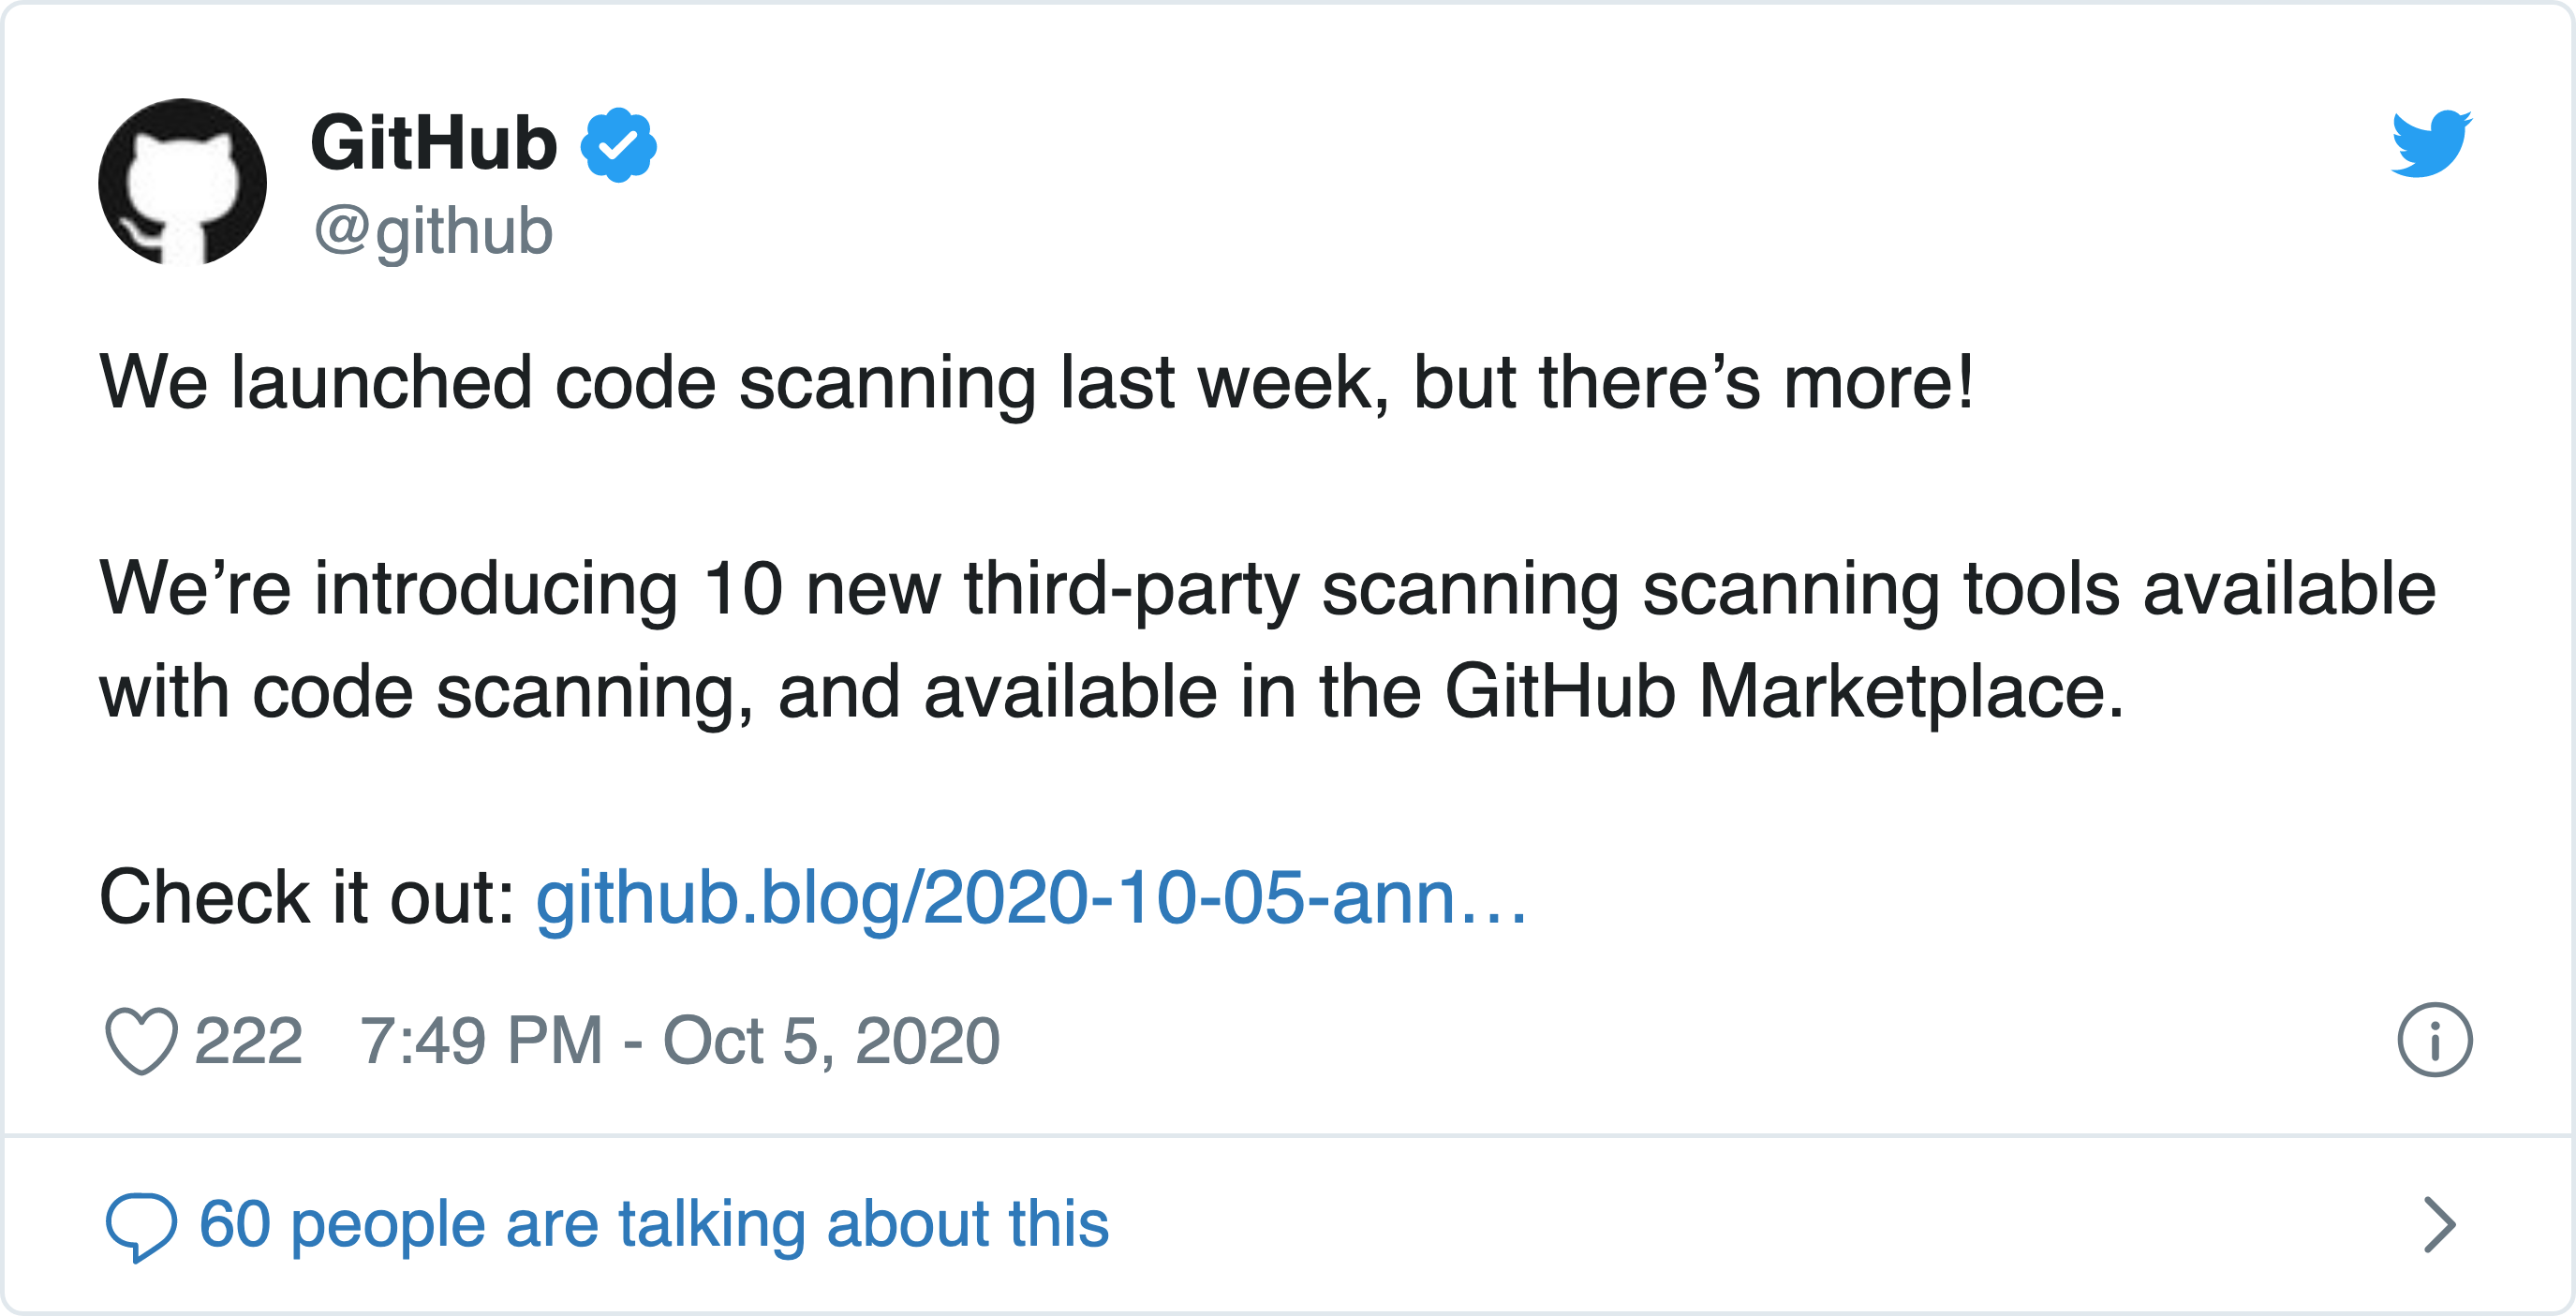 GitHub
@github
We launched code scanning last week, but there’s more!
We’re introducing 10 new third-party scanning scanning tools available
with code scanning, and available in the GitHub Marketplace.
Check it out: github.blog/2020-10-05-ann…
222 7:49 PM - Oct 5, 2020
60 people are talking about this